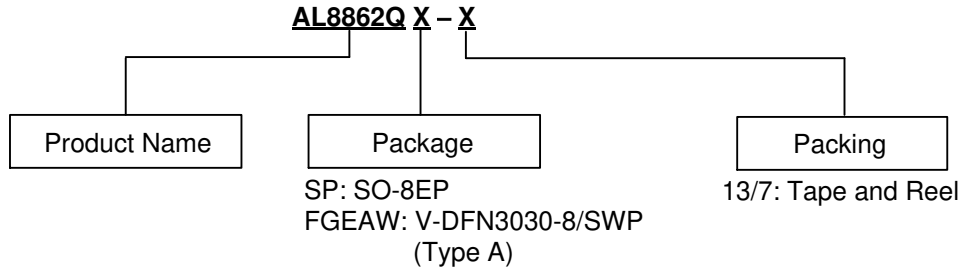 AL8862Q X – X
Product Name
Package
Packing
SP: SO-8EP
FGEAW: V-DFN3030-8/SWP
(Type A)
13/7: Tape and Reel